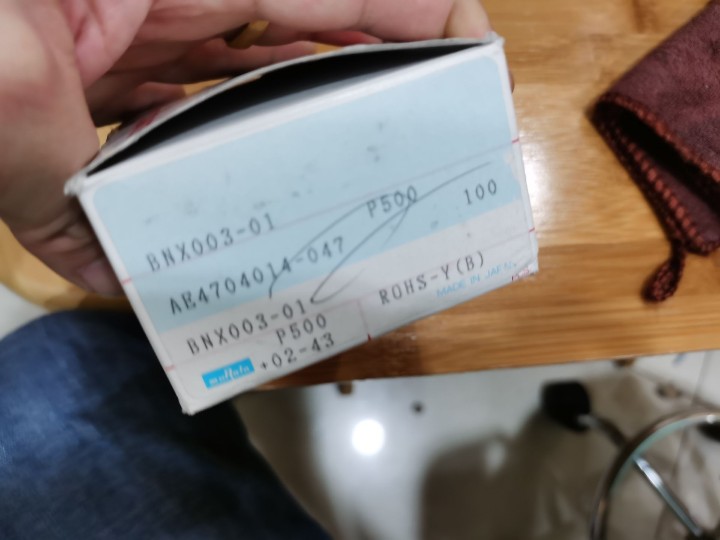 BNX003-01 P500 100
AE4704014-047
BNX003-01 ROHS-Y(B)
P500 MADE IN JAPAN
muRata +02-43